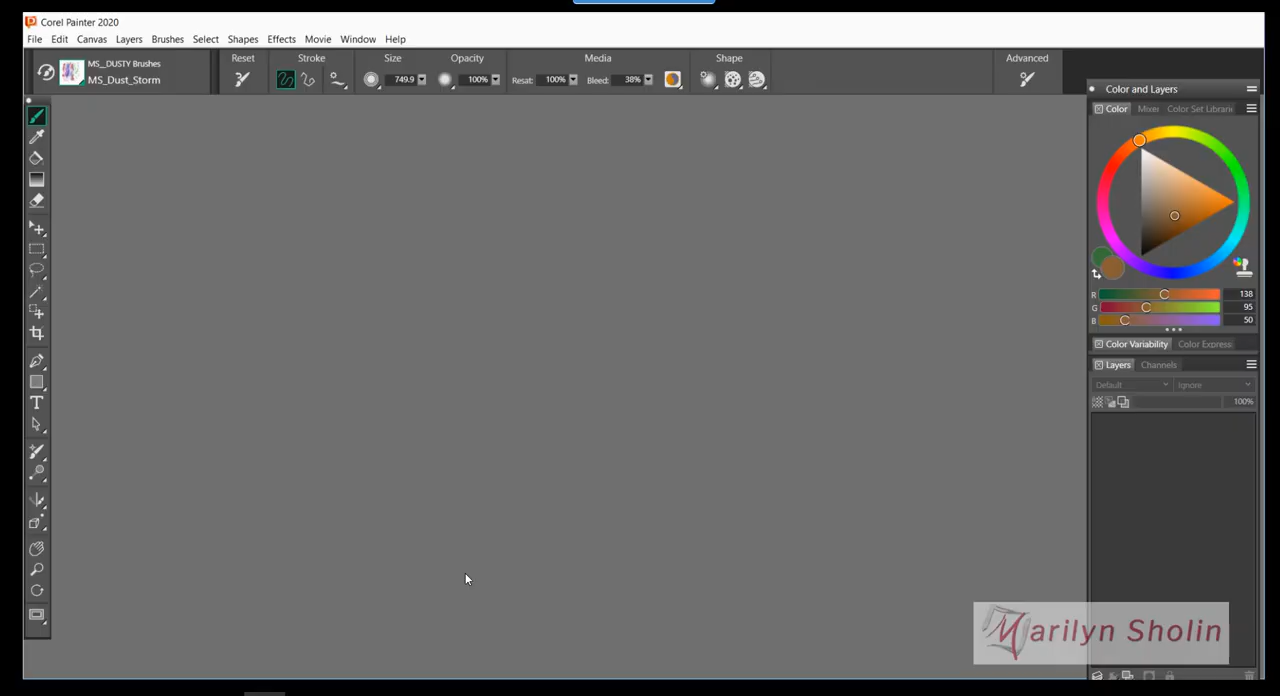 Corel Painter 2020
File Edit Canvas Layers Brushes Select Shapes Effects Movie Window Help
MS_DUSTY Brushes
MS_Dust_Storm
Reset Stroke Size Opacity Media Shape Advanced
749.9 100% Resat: 100% Bleed: 38%
Color and Layers
Color Mixer Color Set Librari
R 138
G 95
B 50
Color Variability Color Express
Layers Channels
Default Ignore
100%
T
Marilyn Sholin